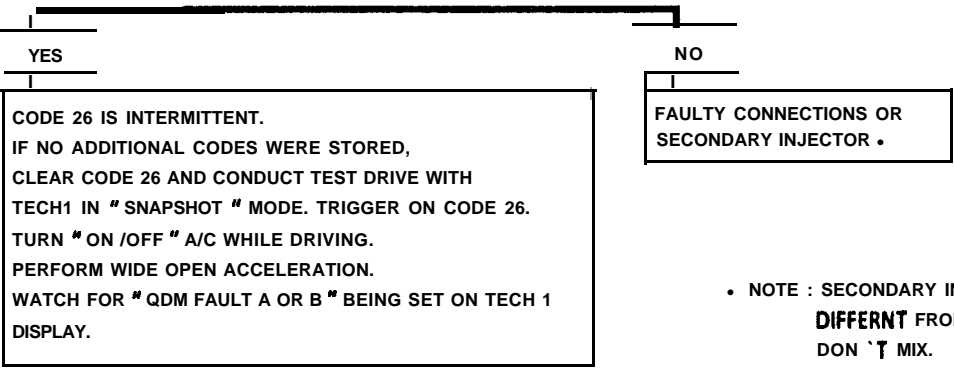 YES
CODE 26 IS INTERMITTENT.
IF NO ADDITIONAL CODES WERE STORED,
CLEAR CODE 26 AND CONDUCT TEST DRIVE WITH
TECH1 IN " SNAPSHOT " MODE. TRIGGER ON CODE 26.
TURN " ON /OFF " A/C WHILE DRIVING.
PERFORM WIDE OPEN ACCELERATION.
WATCH FOR " QDM FAULT A OR B " BEING SET ON TECH 1
DISPLAY.
NO
FAULTY CONNECTIONS OR
SECONDARY INJECTOR •
• NOTE : SECONDARY
DIFFERNT
DON `T MIX.